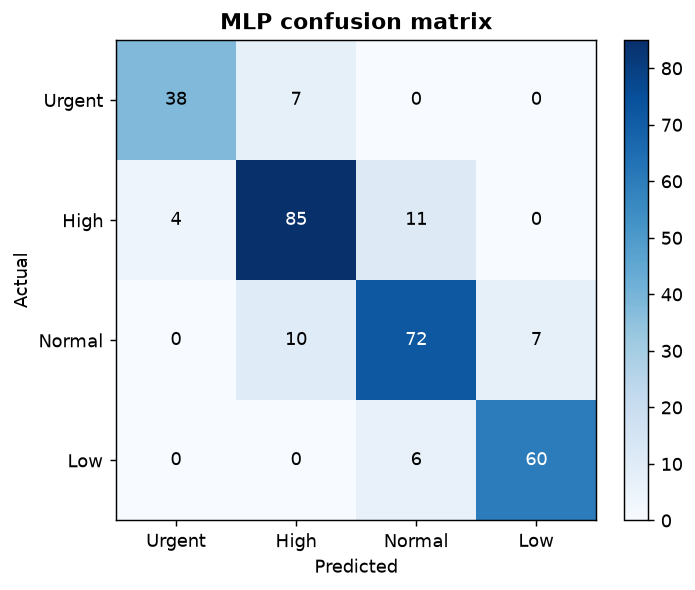 MLP confusion matrix
Actual
Urgent 38 7 0 0
High 4 85 11 0
Normal 0 10 72 7
Low 0 0 6 60
Urgent High Normal Low
Predicted
80
70
60
50
40
30
20
10
0